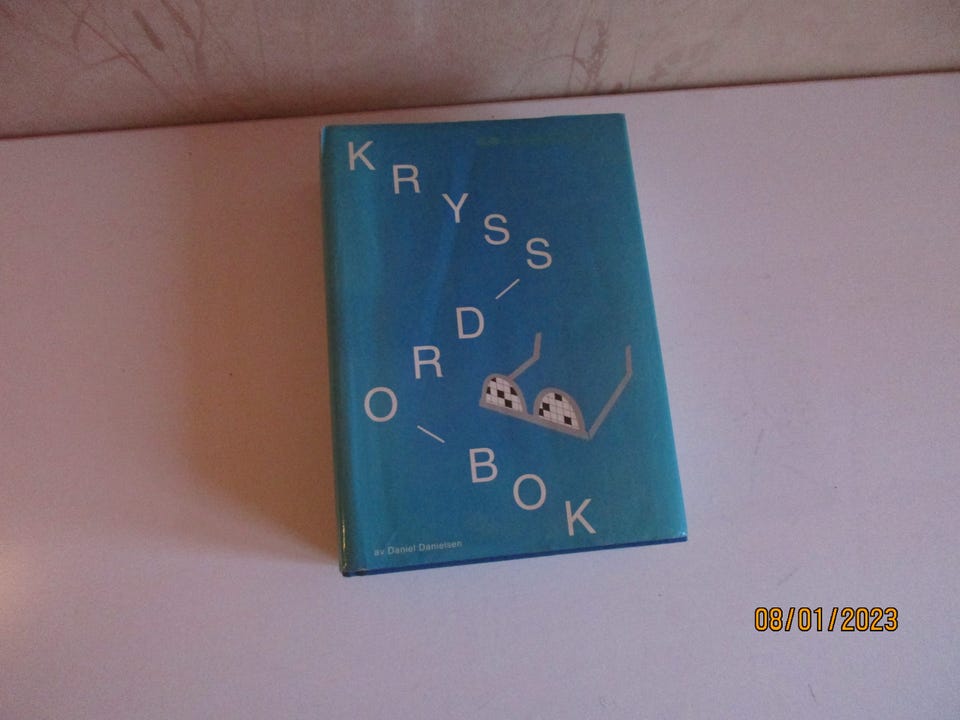 KRYSS
/
ORD
\
BOK
av Daniel Danielsen
08/01/2023